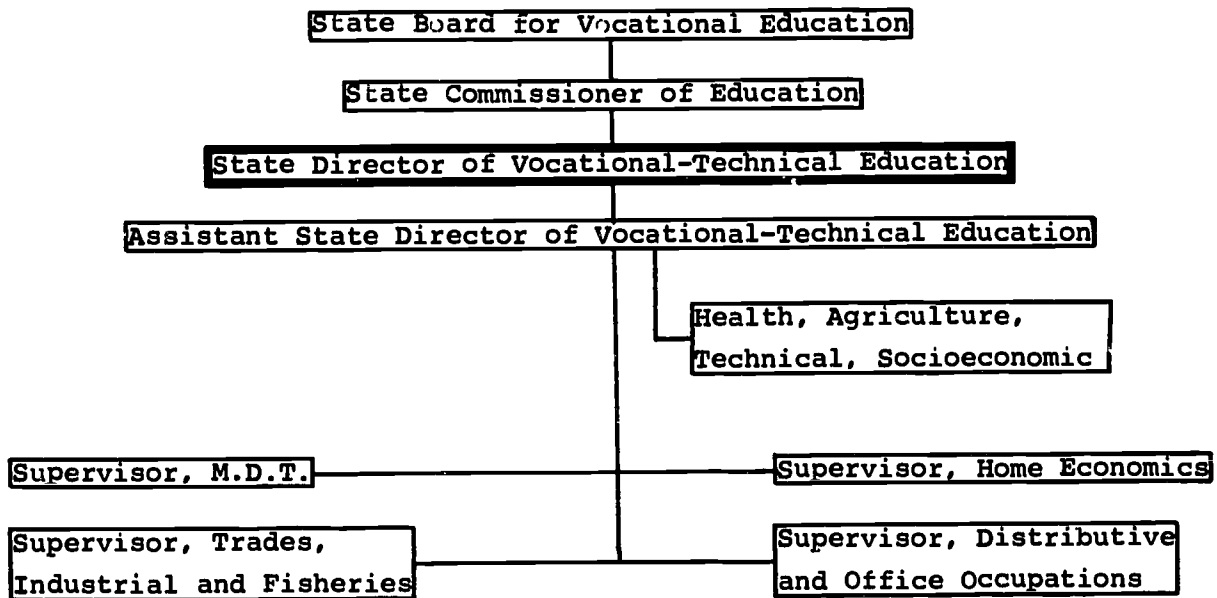 State Board for Vocational Education
State Commissioner of Education
State Director of Vocational-Technical Education
Assistant State Director of Vocational-Technical Education
Health, Agriculture,
Technical, Socioeconomic
Supervisor, M.D.T.
Supervisor, Home Economics
Supervisor, Trades,
Industrial and Fisheries
Supervisor, Distributive
and Office Occupations